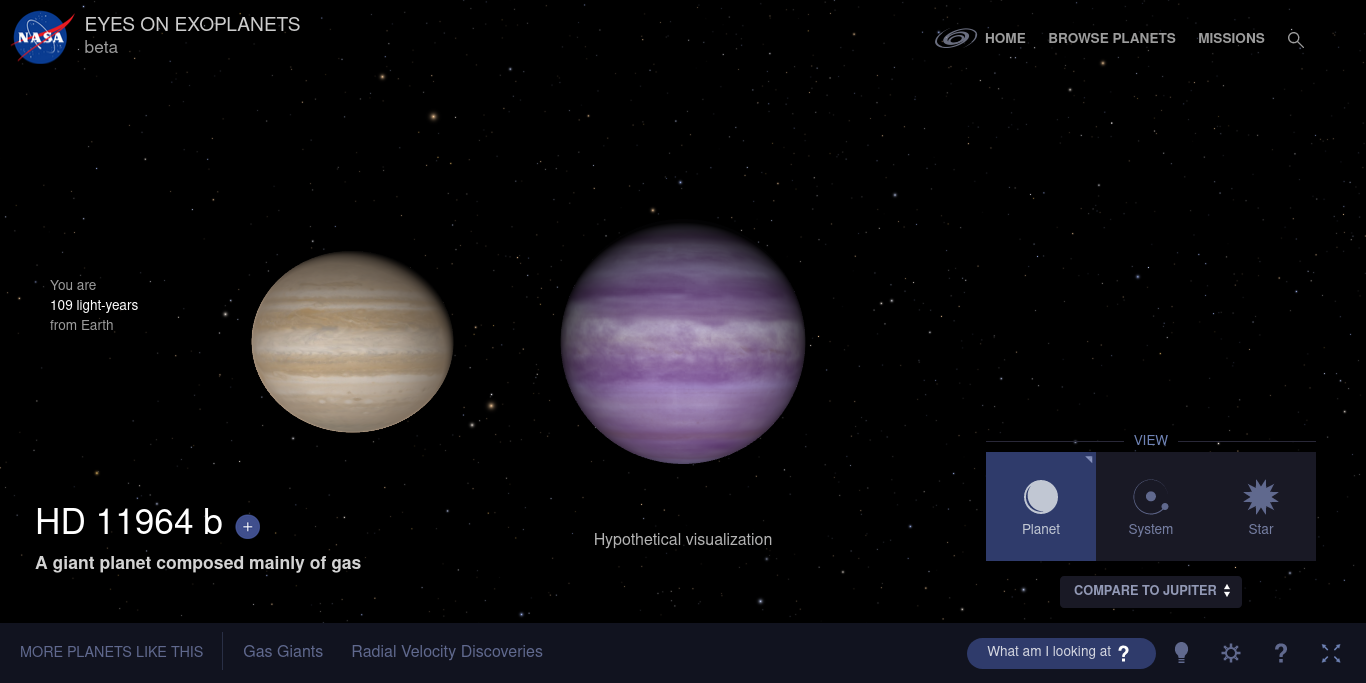 NASA
EYES ON EXOPLANETS
beta
HOME
BROWSE PLANETS
MISSIONS
You are
109 light-years
from Earth
HD 11964 b +
A giant planet composed mainly of gas
Hypothetical visualization
VIEW
Planet
System
Star
COMPARE TO JUPITER
MORE PLANETS LIKE THIS
Gas Giants
Radial Velocity Discoveries
What am I looking at ?
?